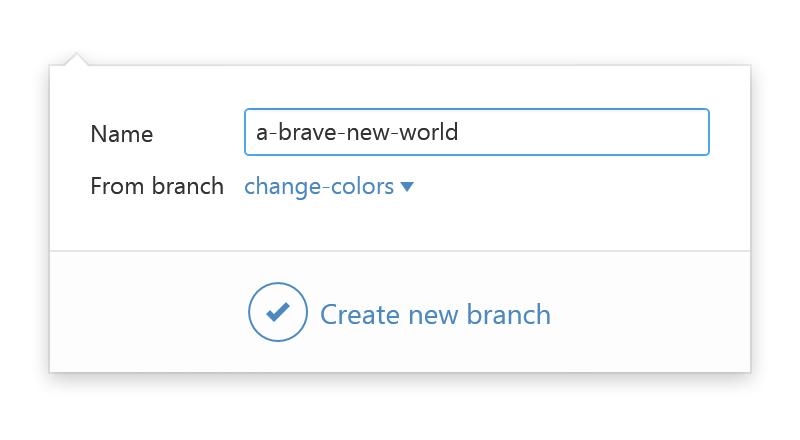 Name a-brave-new-world
From branch change-colors
Create new branch